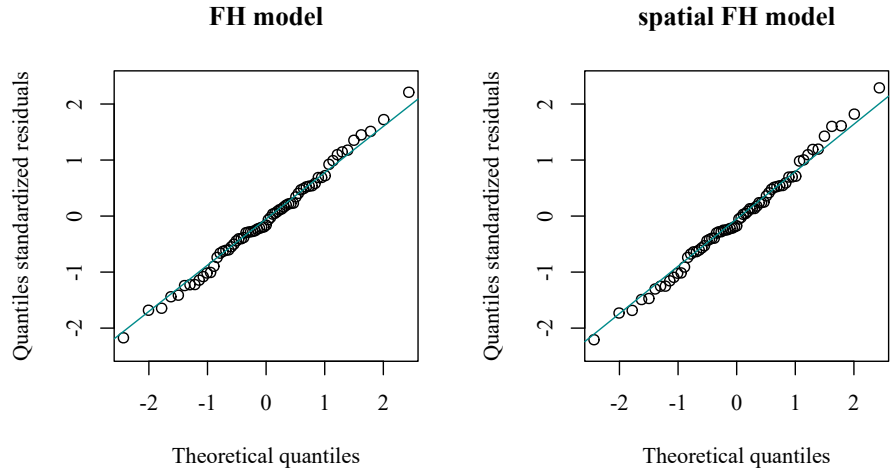 FH model
Quantiles standardized residuals
2
1
0
-1
-2
-2 -1 0 1 2
Theoretical quantiles
spatial FH model
Quantiles standardized residuals
2
1
0
-1
-2
-2 -1 0 1 2
Theoretical quantiles